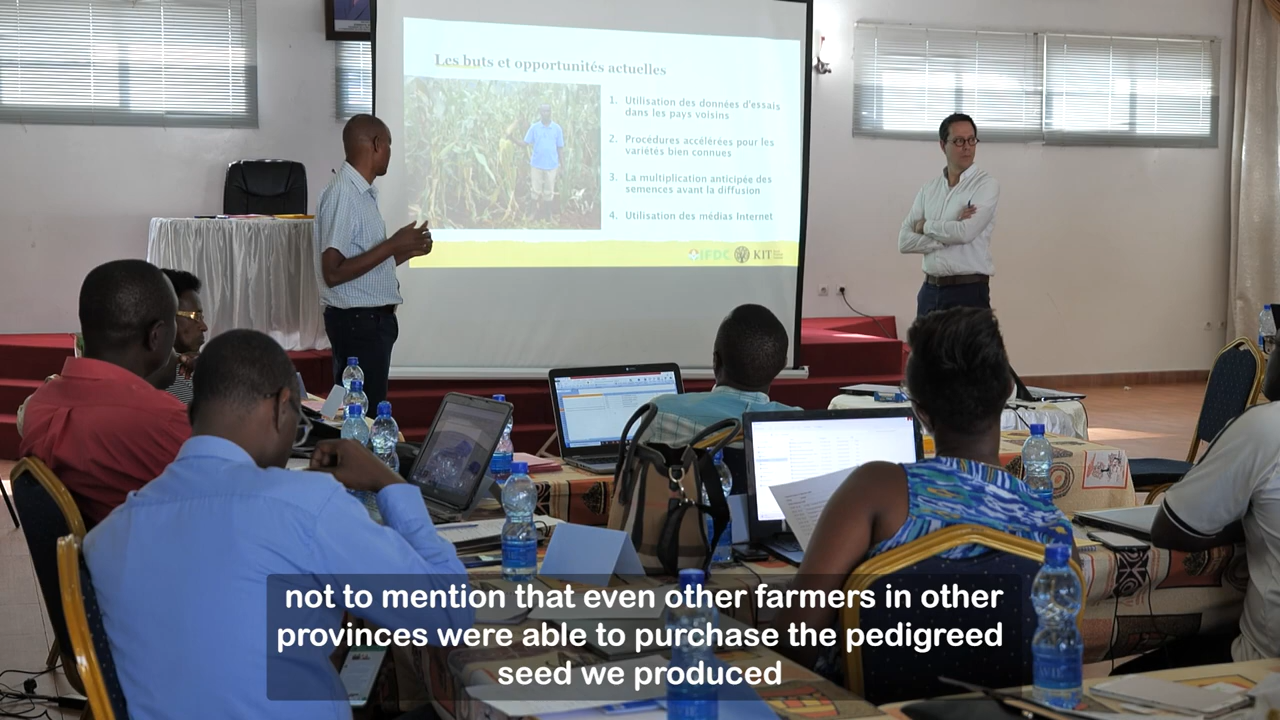 Les buts et opportunités actuelles
1. Utilisation des données d'essais
dans les pays voisins
2. Procédures accélérées pour les
variétés bien connues
3. La multiplication anticipée des
semences avant la diffusion
4. Utilisation des médias Internet
IFDC KIT
not to mention that even other farmers in other
provinces were able to purchase the pedigreed
seed we produced